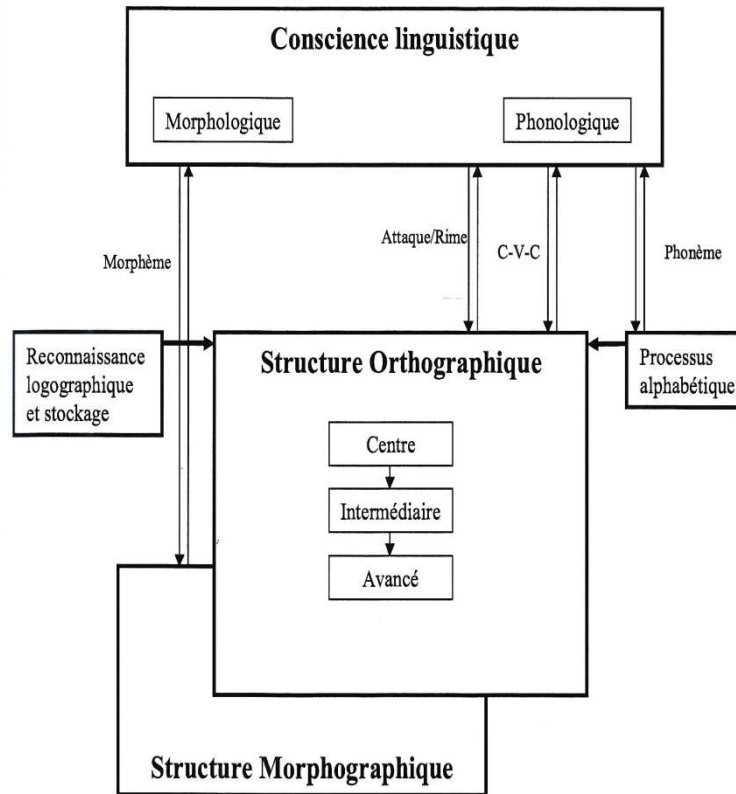 Conscience linguistique
Morphologique
Phonologique
Attaque/Rime
C-V-C
Phonème
Morphème
Reconnaissance
logographique
et stockage
Structure Orthographique
Processus
alphabétique
Centre
Intermédiaire
Avancé
Structure Morphographique